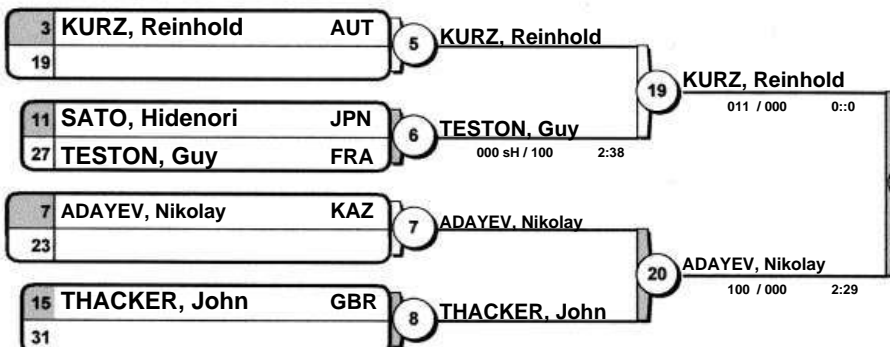 3 KURZ, Reinhold AUT
19
5
KURZ, Reinhold
11 SATO, Hidenori JPN
27 TESTON, Guy FRA
6
TESTON, Guy
000 sH / 100 2:38
19
KURZ, Reinhold
011 / 000 0::0
7 ADAYEV, Nikolay KAZ
23
7
ADAYEV, Nikolay
15 THACKER, John GBR
31
8
THACKER, John
20
ADAYEV, Nikolay
100 / 000 2:29